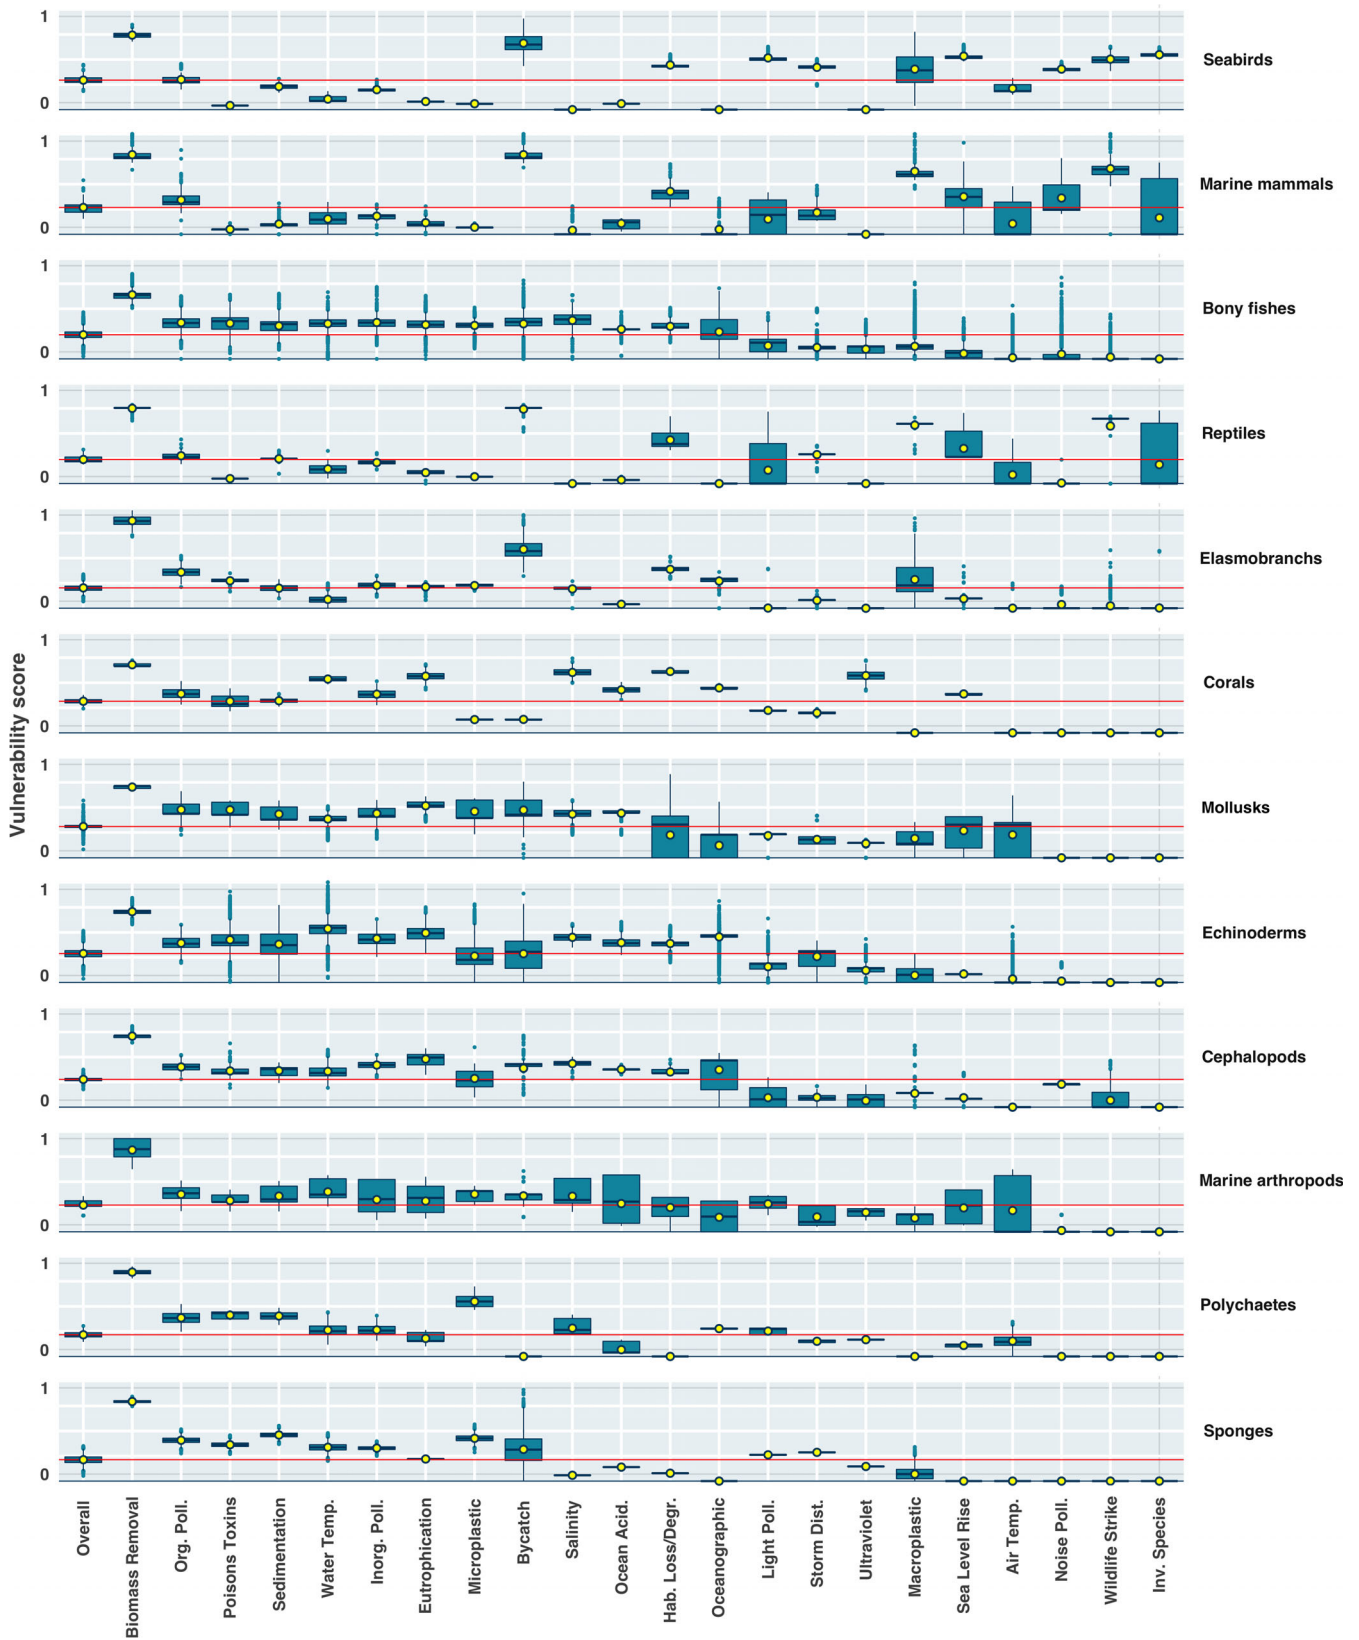 Vulnerability score
1
0
Seabirds
1
0
Marine mammals
1
0
Bony fishes
1
0
Reptiles
1
0
Elasmobranchs
1
0
Corals
1
0
Mollusks
1
0
Echinoderms
1
0
Cephalopods
1
0
Marine arthropods
1
0
Polychaetes
1
0
Sponges
Overall
Biomass Removal
Org. Poll.
Poisons Toxins
Sedimentation
Water Temp.
Inorg. Poll.
Eutrophication
Microplastic
Bycatch
Salinity
Ocean Acid.
Hab. Loss/Degr.
Oceanographic
Light Poll.
Storm Dist.
Ultraviolet
Macroplastic
Sea Level Rise
Air Temp.
Noise Poll.
Wildlife Strike
Inv. Species